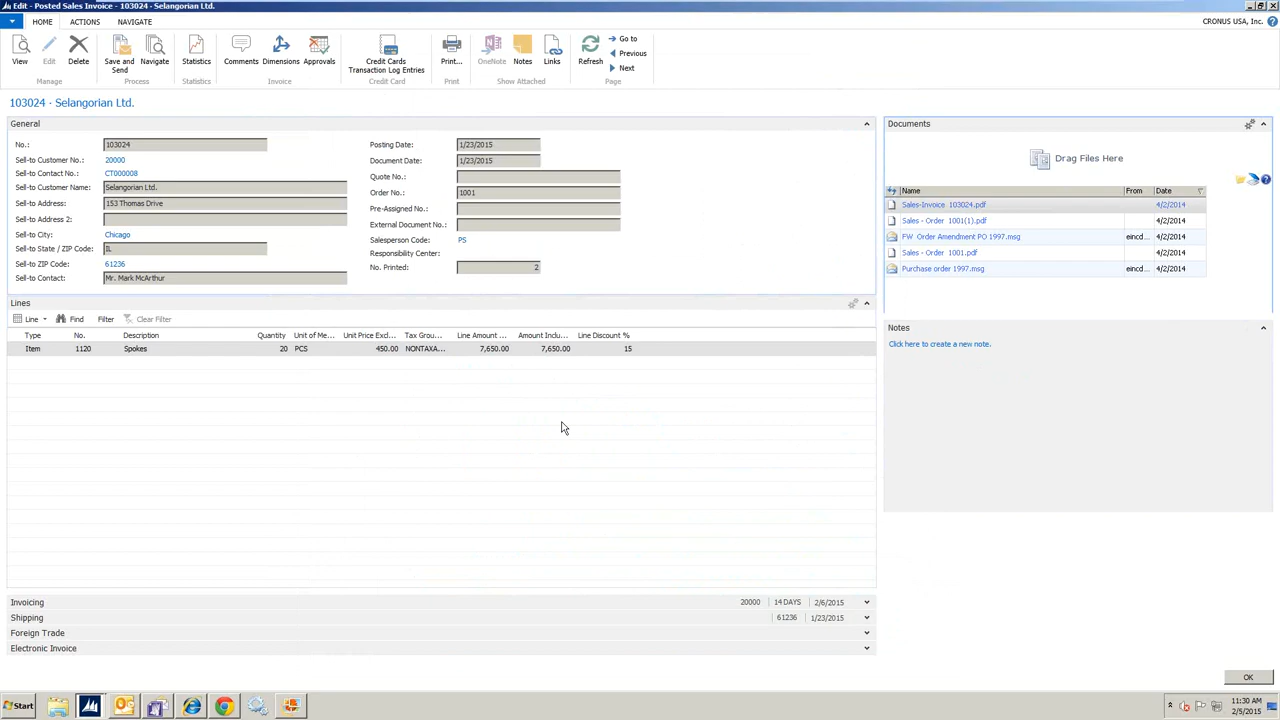 Edit - Posted Sales Invoice - 103024 - Selangorian Ltd.
HOME ACTIONS NAVIGATE CRONUS USA, Inc.
View Edit Delete Save and Send Navigate Statistics Comments Dimensions Approvals Credit Cards Transaction Log Entries Print... OneNote Notes Links Refresh Go to
Previous
Next
Manage Process Statistics Invoice Credit Card Print Show Attached Page
103024 · Selangorian Ltd.
General
No.: 103024
Sell-to Customer No.: 20000
Sell-to Contact No.: CT000008
Sell-to Customer Name: Selangorian Ltd.
Sell-to Address: 153 Thomas Drive
Sell-to Address 2:
Sell-to City: Chicago
Sell-to State / ZIP Code: IL
Sell-to ZIP Code: 61236
Sell-to Contact: Mr. Mark McArthur
Posting Date: 1/23/2015
Document Date: 1/23/2015
Quote No.:
Order No.: 1001
Pre-Assigned No.:
External Document No.:
Salesperson Code: PS
Responsibility Center:
No. Printed: 2
Lines
Line Find Filter Clear Filter
Type No. Description Quantity Unit of Me... Unit Price Excl... Tax Grou... Line Amount ... Amount Inclu... Line Discount %
Item 1120 Spokes 20 PCS 450.00 NONTAXA... 7,650.00 7,650.00 15
Invoicing 20000 14 DAYS 2/6/2015
Shipping 61236 1/23/2015
Foreign Trade
Electronic Invoice
Documents
Drag Files Here
Name From Date
Sales-Invoice 103024.pdf 4/2/2014
Sales - Order 1001(1).pdf 4/2/2014
FW Order Amendment PO 1997.msg eincd... 4/2/2014
Sales - Order 1001.pdf 4/2/2014
Purchase order 1997.msg eincd... 4/2/2014
Notes
Click here to create a new note.
OK
Start
11:30 AM
2/5/2015